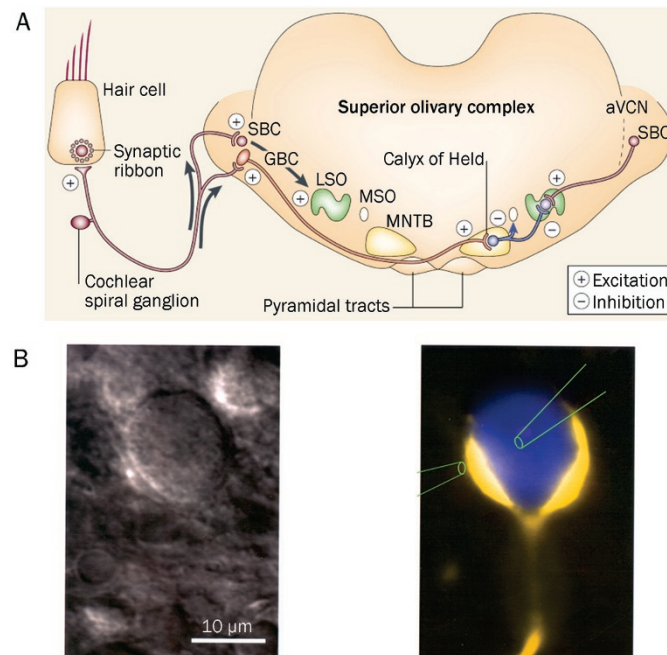 A
Hair cell
Synaptic
ribbon
Cochlear
spiral ganglion
SBC
GBC
LSO
MSO
MNTB
Superior olivary complex
Calyx of Held
aVCN
SBC
Pyramidal tracts
+ Excitation
− Inhibition
B
10 µm